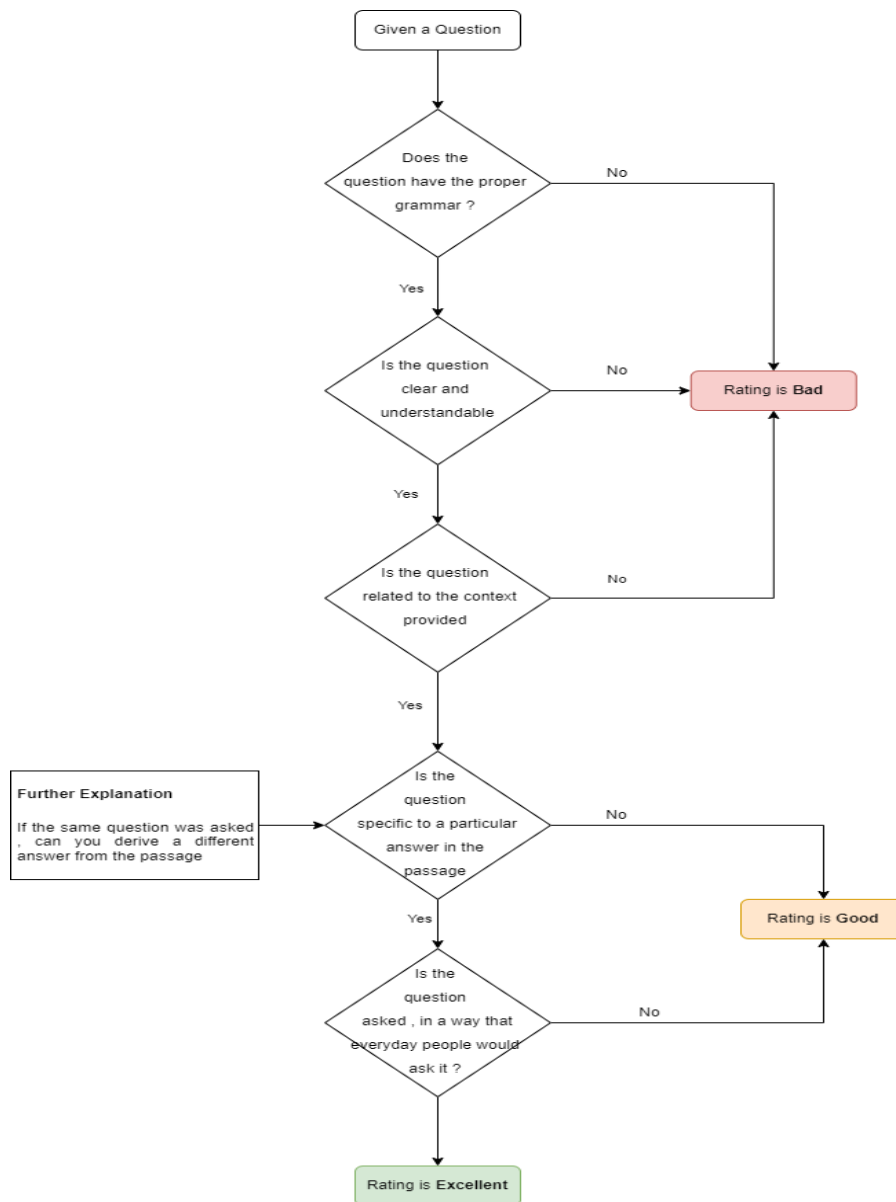 Given a Question
Does the
question have the proper
grammar ?
No
Yes
Is the question
clear and
understandable
No
Rating is Bad
Yes
Is the question
related to the context
provided
No
Yes
Further Explanation
If the same question was asked
, can you derive a different
answer from the passage
Is the
question
specific to a particular
answer in the
passage
No
Rating is Good
Yes
Is the
question
asked , in a way that
everyday people would
ask it ?
No
Rating is Excellent